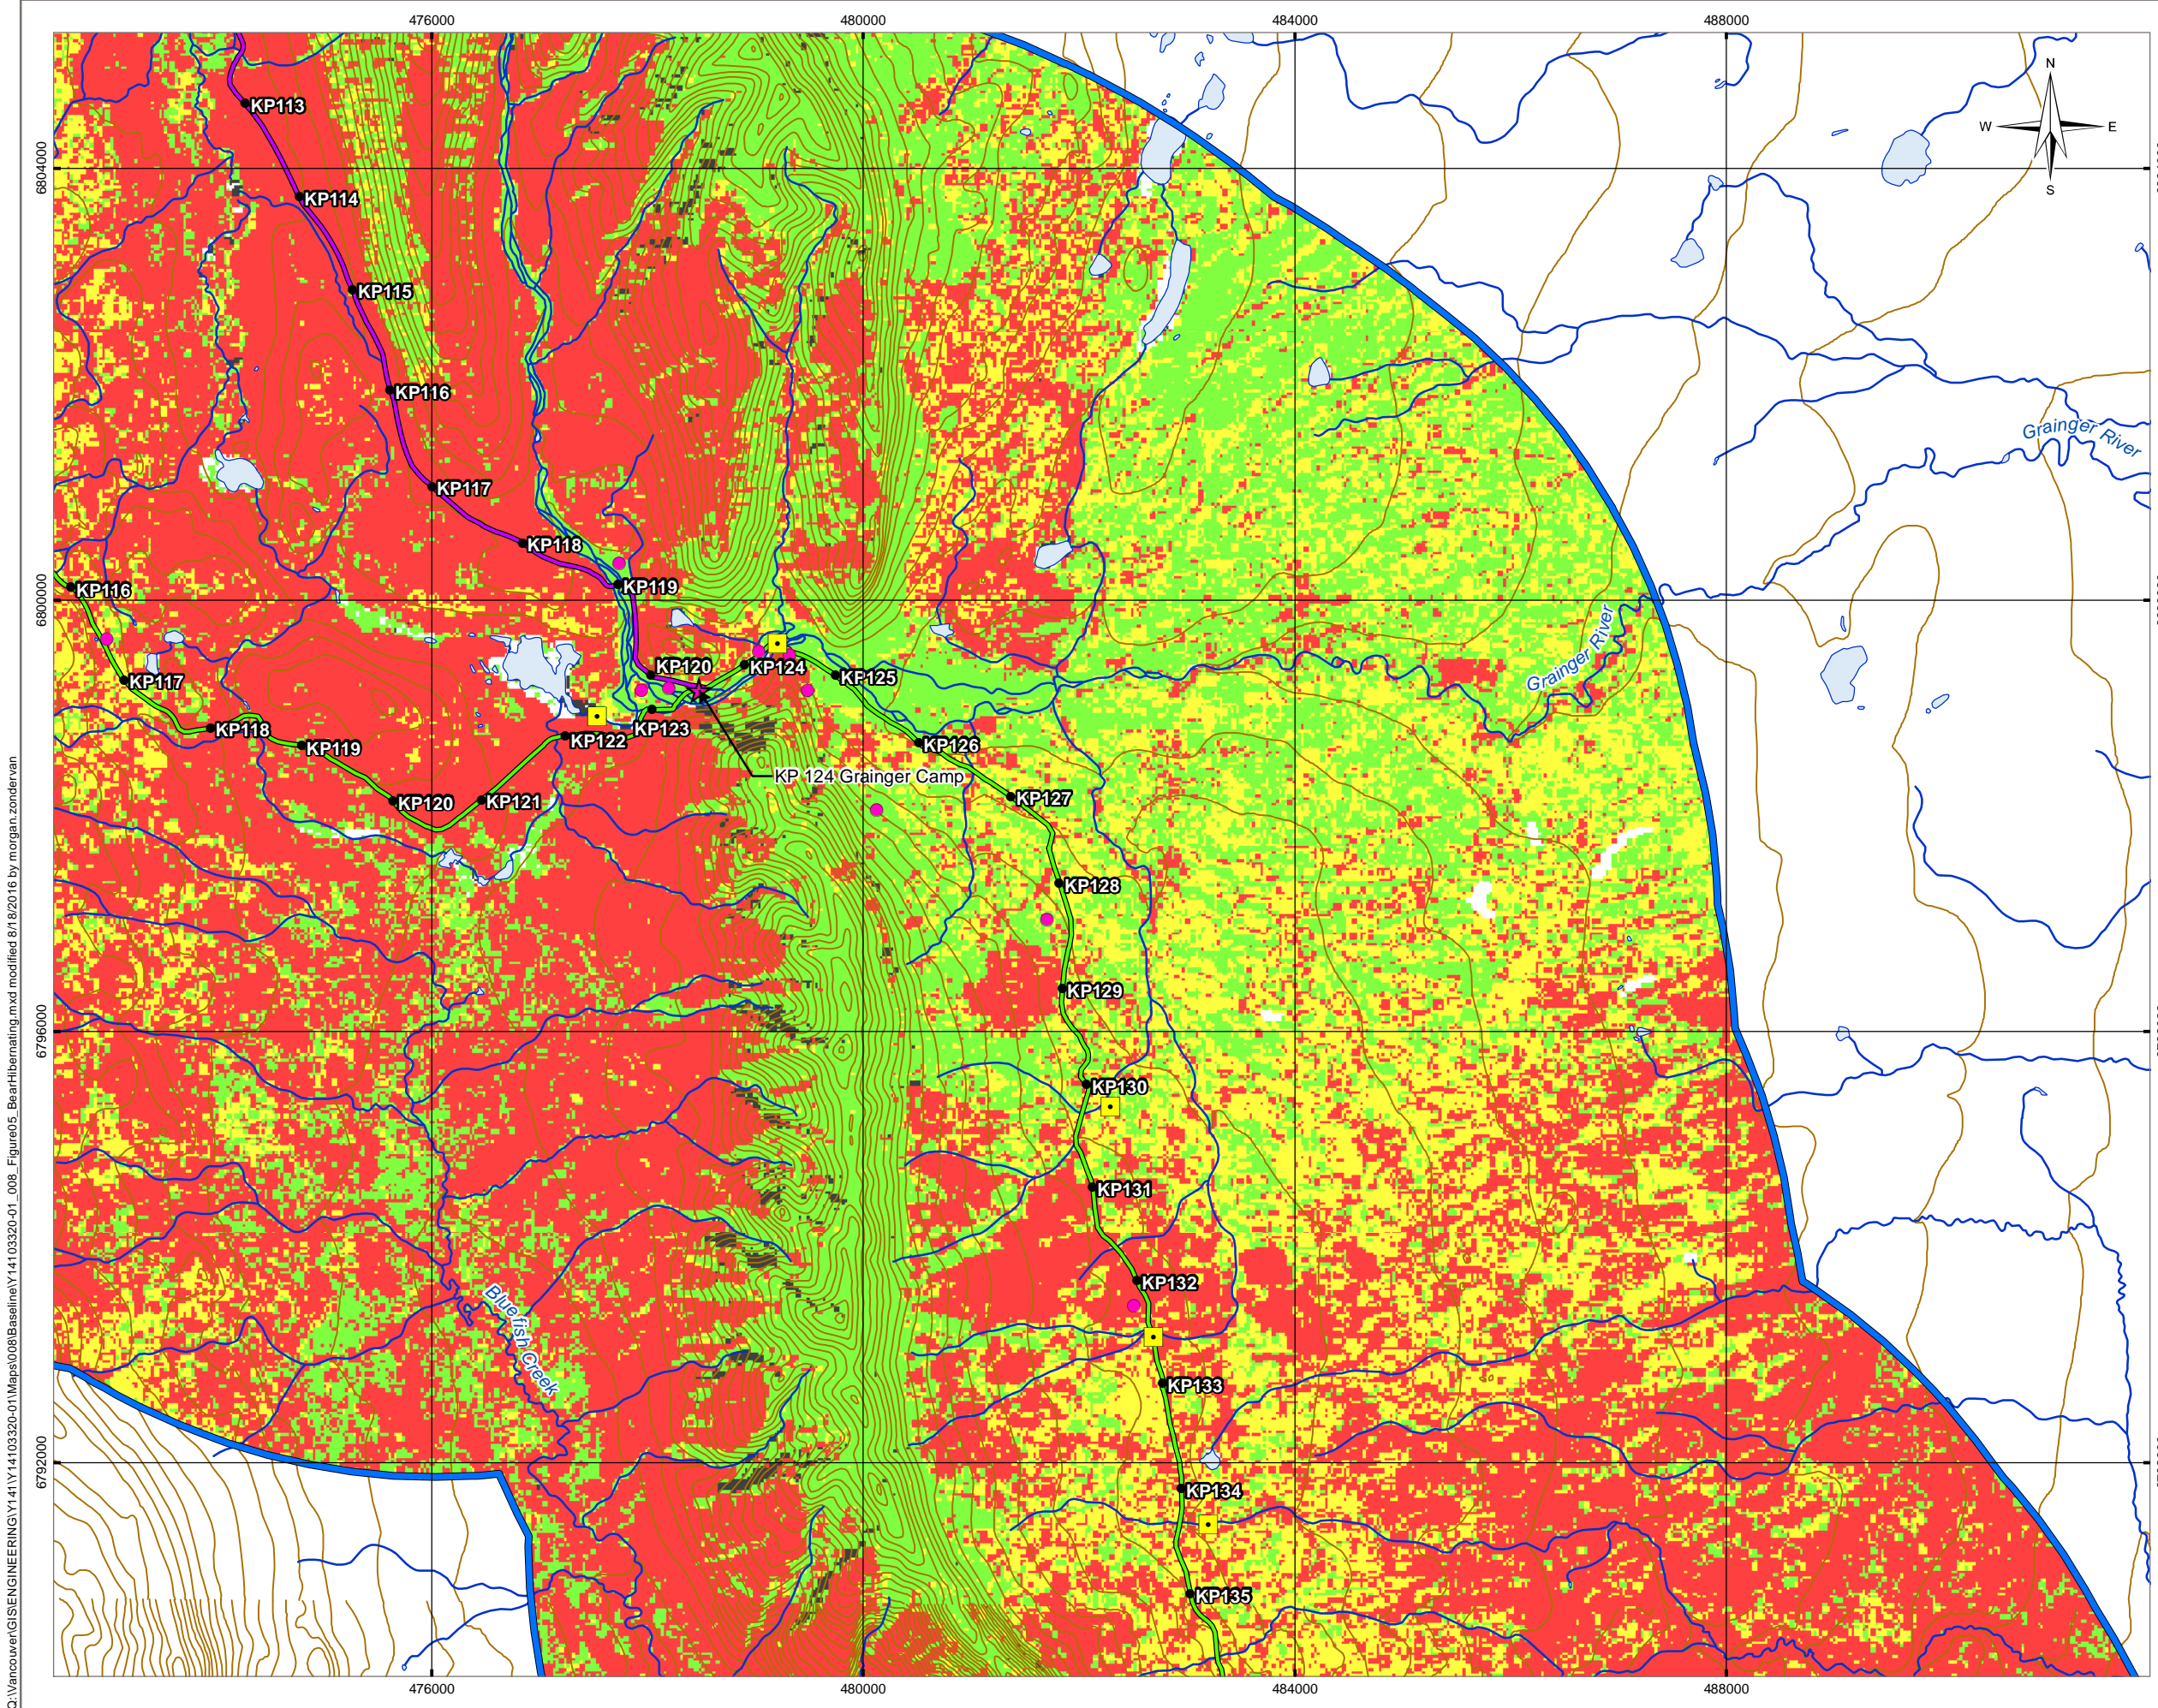 476000
480000
484000
488000
N
W
E
S
KP113
6804000
KP114
KP115
KP116
Grainger River
KP117
KP118
KP119
KP116
6800000
Grainger River
KP120
KP124
KP125
KP117
KP118
KP119
KP122
KP123
KP126
KP 124 Grainger Camp
KP120
KP121
KP127
KP128
KP129
6796000
KP130
KP131
KP132
Bluefish Creek
KP133
6792000
KP134
KP135
476000
480000
484000
488000
Q:\Vancouver\GIS\ENGINEERING\Y141\Y14103320-01\Maps\008\Baseline\Y14103320-01_008_Figure05_BearHibernating.mxd modified 8/18/2016 by morgan.zondervan